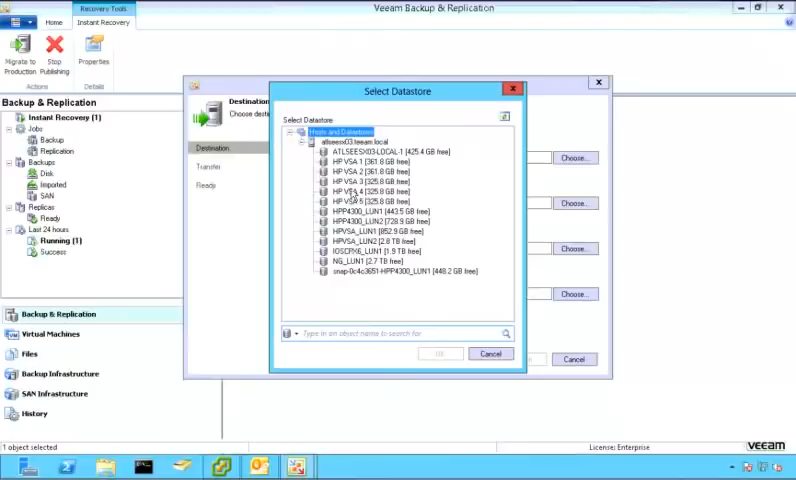 Recovery Tools
Veeam Backup & Replication
Home
Instant Recovery
Migrate to Production
Stop Publishing
Properties
Actions
Details
Backup & Replication
Instant Recovery (1)
Jobs
Backup
Replication
Backups
Disk
Imported
SAN
Replicas
Ready
Last 24 hours
Running (1)
Success
Backup & Replication
Virtual Machines
Files
Backup Infrastructure
SAN Infrastructure
History
Destination
Choose
Destination
Transfer
Ready
Choose...
Choose...
Choose...
Choose...
Cancel
Select Datastore
Select Datastore:
Hosts and Datastores
atlseesx03.teeam.local
ATLSEESX03-LOCAL-1 [425.4 GB free]
HP VSA 1 [361.8 GB free]
HP VSA 2 [361.8 GB free]
HP VSA 3 [325.8 GB free]
HP VSA 4 [325.8 GB free]
HP VSA 5 [325.8 GB free]
HPP4300_LUN1 [443.5 GB free]
HPP4300_LUN2 [728.9 GB free]
HPVSA_LUN1 [852.9 GB free]
HPVSA_LUN2 [2.8 TB free]
IOSCPX6_LUN1 [1.9 TB free]
NG_LUN1 [2.7 TB free]
snap-0c4c3651-HPP4300_LUN1 [448.2 GB free]
Type in an object name to search for
OK
Cancel
1 object selected
License: Enterprise
veeam